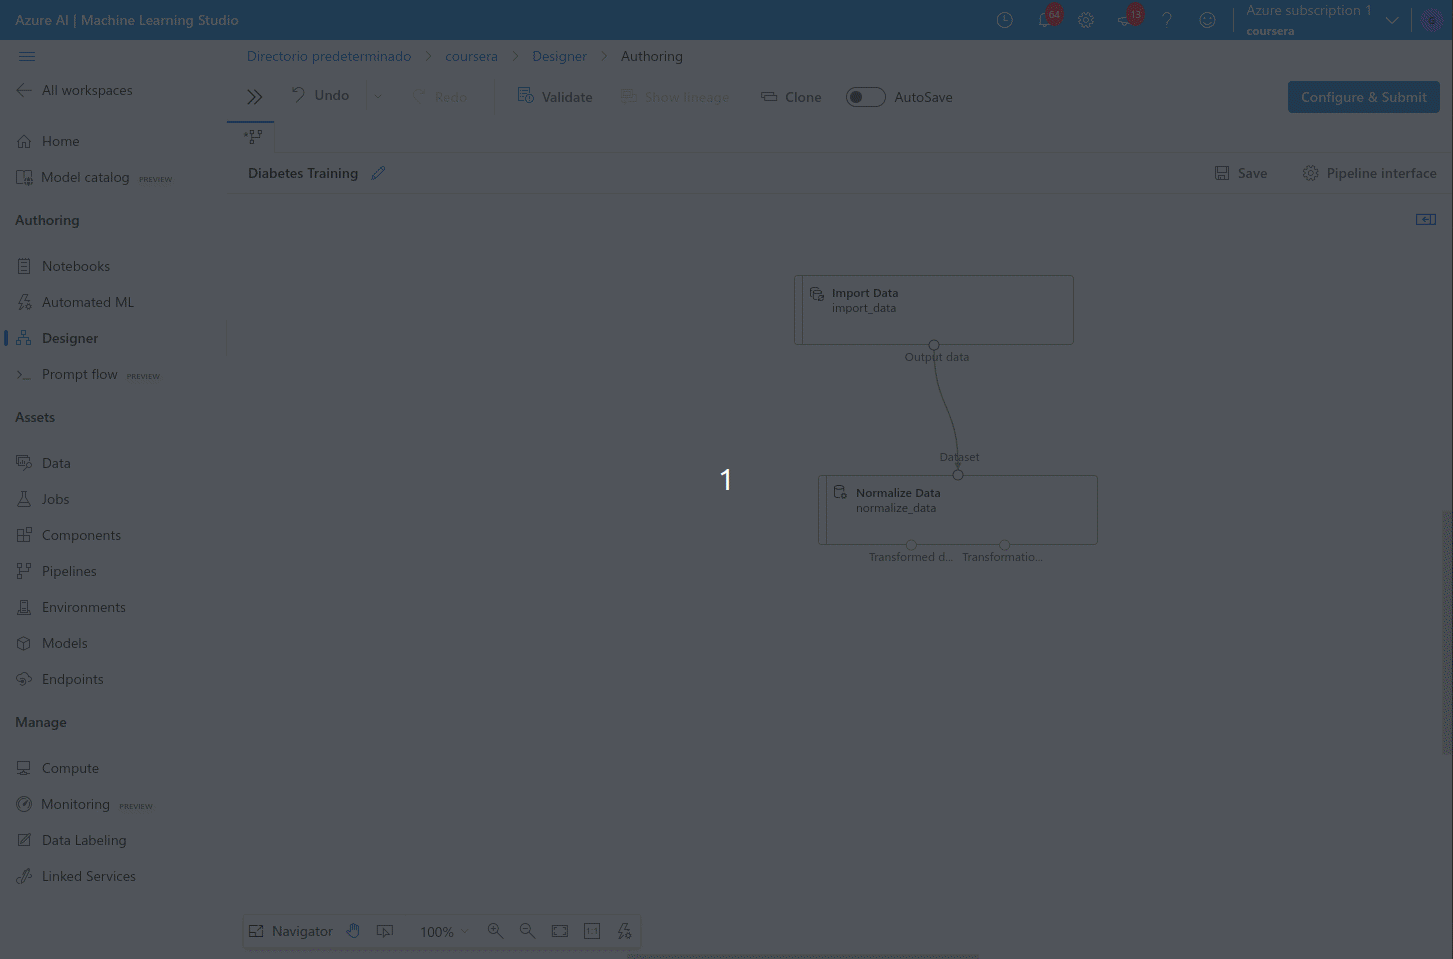 Azure AI | Machine Learning Studio
64
13
Azure subscription 1
coursera
All workspaces
Home
Model catalog PREVIEW
Authoring
Notebooks
Automated ML
Designer
Prompt flow PREVIEW
Assets
Data
Jobs
Components
Pipelines
Environments
Models
Endpoints
Manage
Compute
Monitoring PREVIEW
Data Labeling
Linked Services
Directorio predeterminado > coursera > Designer > Authoring
Undo
Redo
Validate
Show lineage
Clone
AutoSave
Configure & Submit
Diabetes Training
Save
Pipeline interface
Import Data
import_data
Output data
Dataset
1
Normalize Data
normalize_data
Transformed d...
Transformatio...
Navigator
100%
1:1